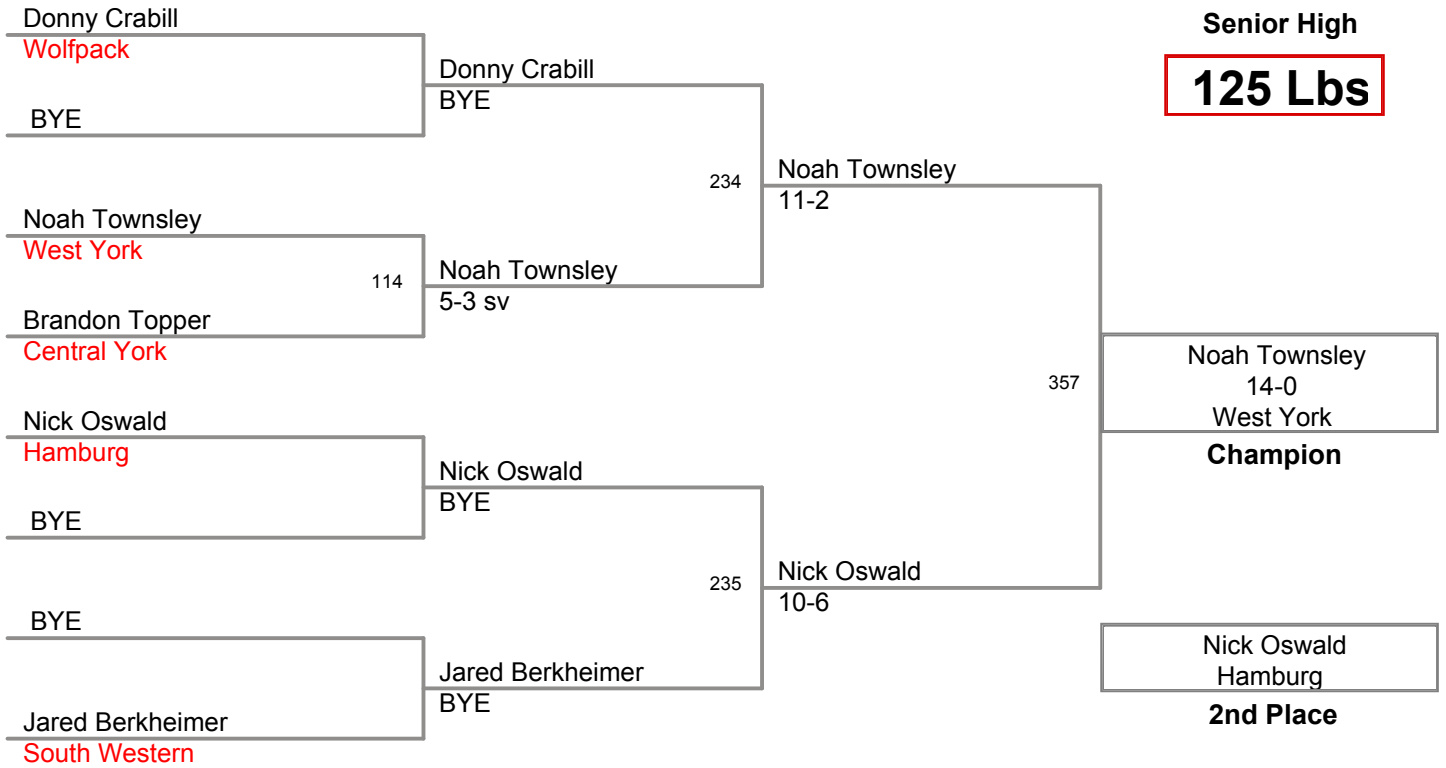 Donny Crabill
Wolfpack
BYE
Noah Townsley
West York
114
Brandon Topper
Central York
Nick Oswald
Hamburg
BYE
BYE
Jared Berkheimer
South Western
Donny Crabill
BYE
234
Noah Townsley
5-3 sv
Nick Oswald
BYE
235
Jared Berkheimer
BYE
Noah Townsley
11-2
357
Nick Oswald
10-6
Senior High
125 Lbs
Noah Townsley
14-0
West York
Champion
Nick Oswald
Hamburg
2nd Place